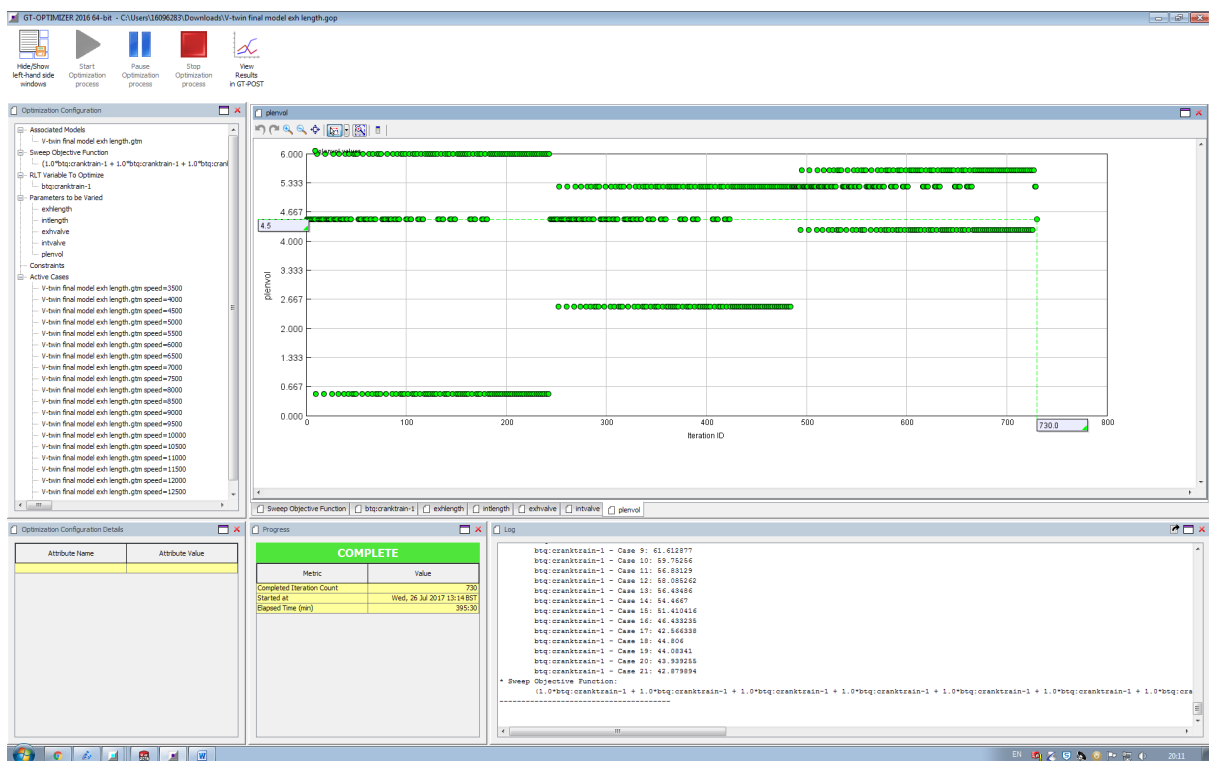 GT-OPTIMIZER 2016 64-bit - C:\Users\16096283\Downloads\V-twin final model exh length.gop
Hide/Show left-hand side windows
Start Optimization process
Pause Optimization process
Stop Optimization process
View Results in GT-POST
Optimization Configuration
Associated Models
V-twin final model exh length.gtm
Sweep Objective Function
(1.0*btq:cranktrain-1 + 1.0*btq:cranktrain-1 + 1.0*btq:crankl
RLT Variable To Optimize
btq:cranktrain-1
Parameters to be Varied
exhlength
intlength
exhvalve
intvalve
plenvol
Constraints
Active Cases
V-twin final model exh length.gtm speed=3500
V-twin final model exh length.gtm speed=4000
V-twin final model exh length.gtm speed=4500
V-twin final model exh length.gtm speed=5000
V-twin final model exh length.gtm speed=5500
V-twin final model exh length.gtm speed=6000
V-twin final model exh length.gtm speed=6500
V-twin final model exh length.gtm speed=7000
V-twin final model exh length.gtm speed=7500
V-twin final model exh length.gtm speed=8000
V-twin final model exh length.gtm speed=8500
V-twin final model exh length.gtm speed=9000
V-twin final model exh length.gtm speed=9500
V-twin final model exh length.gtm speed=10000
V-twin final model exh length.gtm speed=10500
V-twin final model exh length.gtm speed=11000
V-twin final model exh length.gtm speed=11500
V-twin final model exh length.gtm speed=12000
V-twin final model exh length.gtm speed=12500
plenvol
plenvol values
6.000
5.333
4.667
4.5
4.000
3.333
2.667
2.000
1.333
0.667
0.000
plenvol
0 100 200 300 400 500 600 700 800
730.0
Iteration ID
Sweep Objective Function btq:cranktrain-1 exhlength intlength exhvalve intvalve plenvol
Optimization Configuration Details
Attribute Name Attribute Value
Progress
COMPLETE
Metric Value
Completed Iteration Count 730
Started at Wed, 26 Jul 2017 13:14 BST
Elapsed Time (min) 395:30
Log
btq:cranktrain-1 - Case 9: 61.612877
btq:cranktrain-1 - Case 10: 59.75256
btq:cranktrain-1 - Case 11: 56.83129
btq:cranktrain-1 - Case 12: 58.085262
btq:cranktrain-1 - Case 13: 56.43486
btq:cranktrain-1 - Case 14: 54.4667
btq:cranktrain-1 - Case 15: 51.410416
btq:cranktrain-1 - Case 16: 46.433235
btq:cranktrain-1 - Case 17: 42.566338
btq:cranktrain-1 - Case 18: 44.806
btq:cranktrain-1 - Case 19: 44.08341
btq:cranktrain-1 - Case 20: 43.939255
btq:cranktrain-1 - Case 21: 42.879894
* Sweep Objective Function:
(1.0*btq:cranktrain-1 + 1.0*btq:cranktrain-1 + 1.0*btq:cranktrain-1 + 1.0*btq:cranktrain-1 + 1.0*btq:cranktrain-1 + 1.0*btq:cranktrain-1 + 1.0*btq:cra
EN 20:11